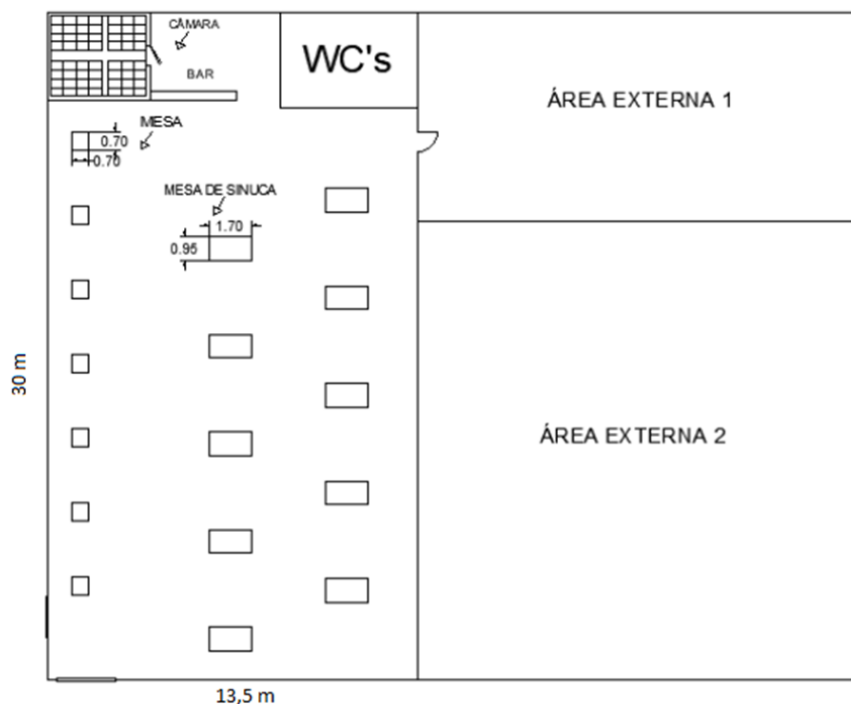 CÂMARA
BAR
WC's
ÁREA EXTERNA 1
MESA
0.70
0.70
MESA DE SINUCA
1.70
0.95
30 m
ÁREA EXTERNA 2
13,5 m